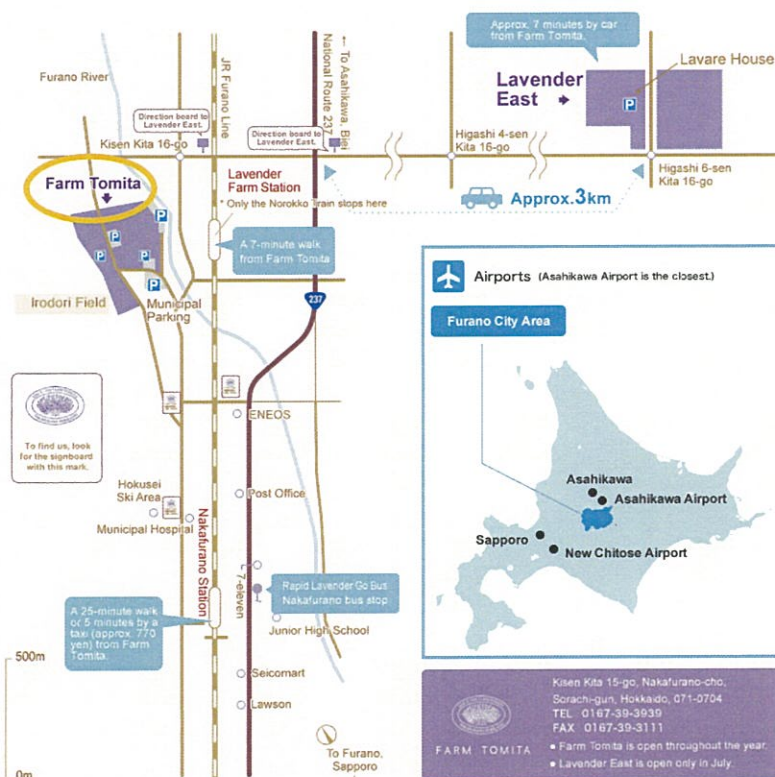 Furano River
JR Furano Line
← To Asahikawa, Biei
National Route 237
Approx. 7 minutes by car
from Farm Tomita.
Lavender
East
Lavare House
P
Direction board to
Lavender East.
Kisen Kita 16-go
Direction board to
Lavender East.
Higashi 4-sen
Kita 16-go
Higashi 6-sen
Kita 16-go
Farm Tomita
Lavender
Farm Station
* Only the Norokko Train stops here
Approx.3km
P
P
P
P
P
A 7-minute walk
from Farm Tomita
Irodori Field
Municipal
Parking
237
Airports (Asahikawa Airport is the closest.)
Furano City Area
Asahikawa
Asahikawa Airport
Sapporo
New Chitose Airport
To find us, look
for the signboard
with this mark.
ENEOS
Hokusei
Ski Area
Post Office
Municipal Hospital
Nakafurano Station
7-eleven
Rapid Lavender Go Bus
Nakafurano bus stop
A 25-minute walk
or 5 minutes by a
taxi (approx. 770
yen) from Farm
Tomita.
Junior High School
500m
Seicomart
Lawson
To Furano,
Sapporo
0m
FARM TOMITA
Kisen Kita 15-go, Nakafurano-cho,
Sorachi-gun, Hokkaido, 071-0704
TEL 0167-39-3939
FAX 0167-39-3111
▪ Farm Tomita is open throughout the year.
▪ Lavender East is open only in July.